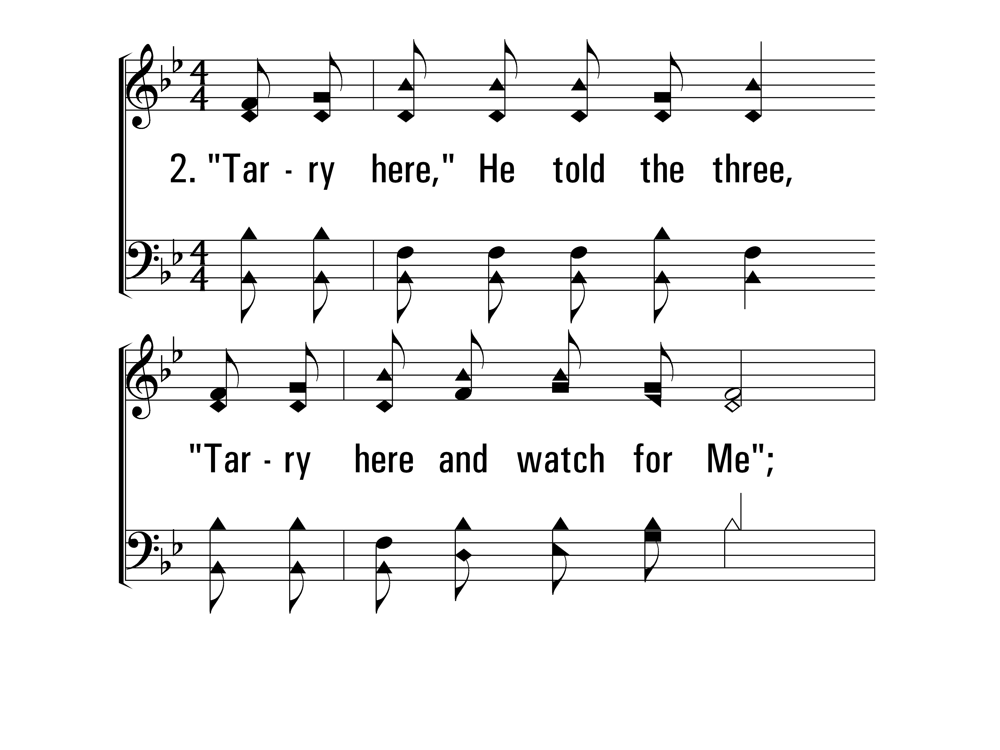 2. "Tar - ry here," He told the three,
"Tar - ry here and watch for Me";